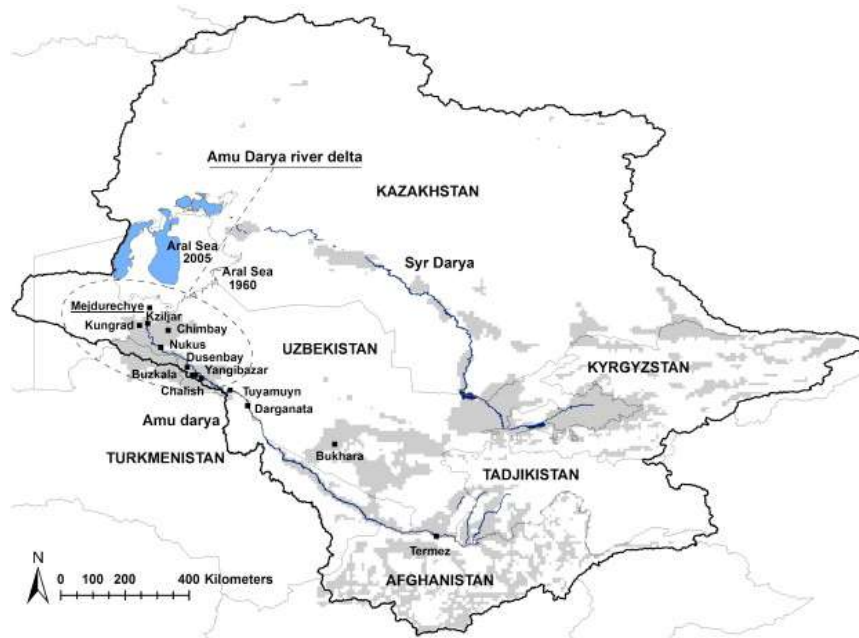 Amu Darya river delta
KAZAKHSTAN
Aral Sea
2005
Aral Sea
1960
Syr Darya
Mejdurechye
Kziljar
Kungrad
Chimbay
Nukus
Dusenbay
UZBEKISTAN
KYRGYZSTAN
Buzkala
Yangibazar
Chalish
Tuyamuyn
Darganata
Amu darya
Bukhara
TURKMENISTAN
TADJIKISTAN
Termez
AFGHANISTAN
N
0 100 200 400 Kilometers